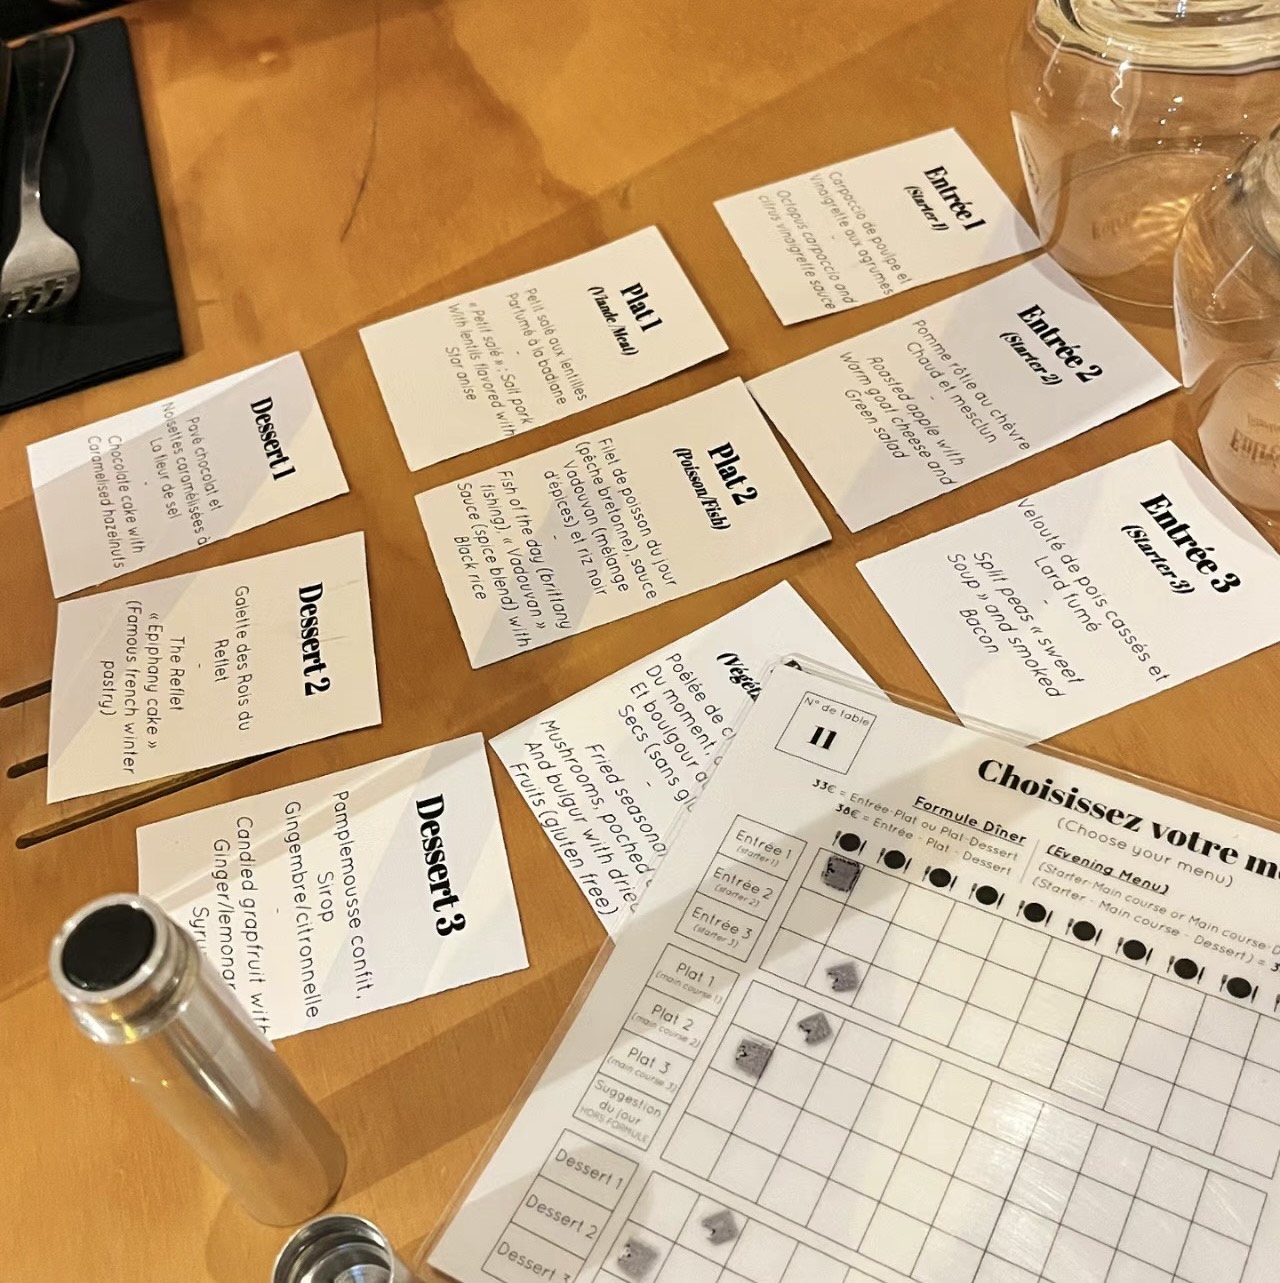 Entrée 1
(Starter 1)
Carpaccio de poulpe et
Vinaigrette aux agrumes
-
Octopus carpaccio and
citrus vinaigrette sauce
Entrée 2
(Starter 2)
Pomme rôtie au chèvre
Chaud et mesclun
-
Roasted apple with
Warm goat cheese and
Green salad
Entrée 3
(Starter 3)
Velouté de pois cassés et
Lard fumé
-
Split peas « sweet
Soup » and smoked
Bacon
Plat 1
(Viande/Meat)
Petit salé aux lentilles
Parfumé à la badiane
-
« Petit salé » : Salt pork
With lentils flavored with
Star anise
Plat 2
(Poisson/Fish)
Filet de poisson du jour
(pêche bretonne), sauce
Vadouvan (mélange
d'épices) et riz noir
-
Fish of the day (brittany
fishing), « Vadouvan »
Sauce (spice blend) with
Black rice
Poêlée de
Du moment,
Et boulgour
Secs (sans
-
Fried
Mushrooms, poched
And bulgur with dried
Fruits (gluten free)
Dessert 1
Pavé chocolat et
Noisettes caramélisées à
La fleur de sel
-
Chocolate cake with
Caramelised hazelnuts
Dessert 2
Galette des Rois du
Reflet
-
The Reflet
« Epiphany cake »
(Famous french winter
pastry)
Dessert 3
Pamplemousse confit,
Sirop
Gingembre/citronnelle
-
Candied grapfruit with
N° de table
11
Choisissez votre
(Choose your menu)
Formule Dîner
33€ = Entrée-Plat ou Plat-Dessert
38€ = Entrée - Plat - Dessert
(Evening Menu)
(Starter-Main course or Main course-
(Starter - Main course - Dessert) =
Entrée 1
(starter 1)
Entrée 2
(starter 2)
Entrée 3
(starter 3)
Plat 1
(main course 1)
Plat 2
(main course 2)
Plat 3
(main course 3)
Suggestion
du jour
HORS FORMULE
Dessert 1
Dessert 2
Dessert 3